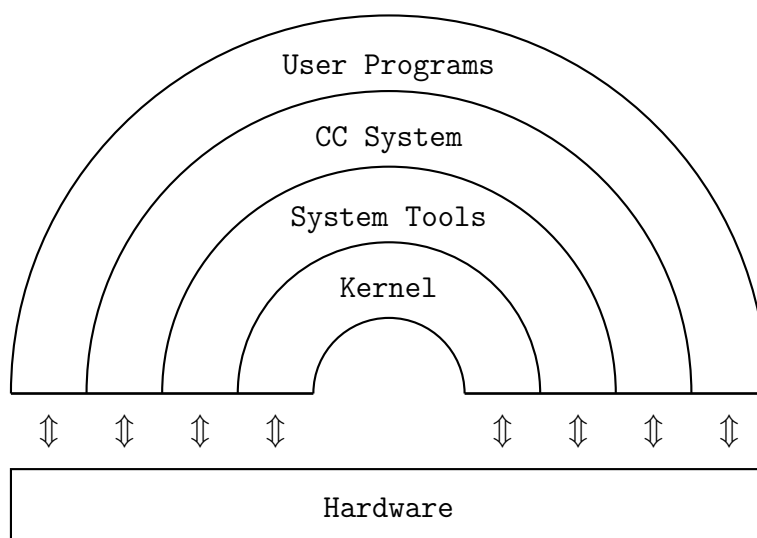 User Programs
CC System
System Tools
Kernel
Hardware